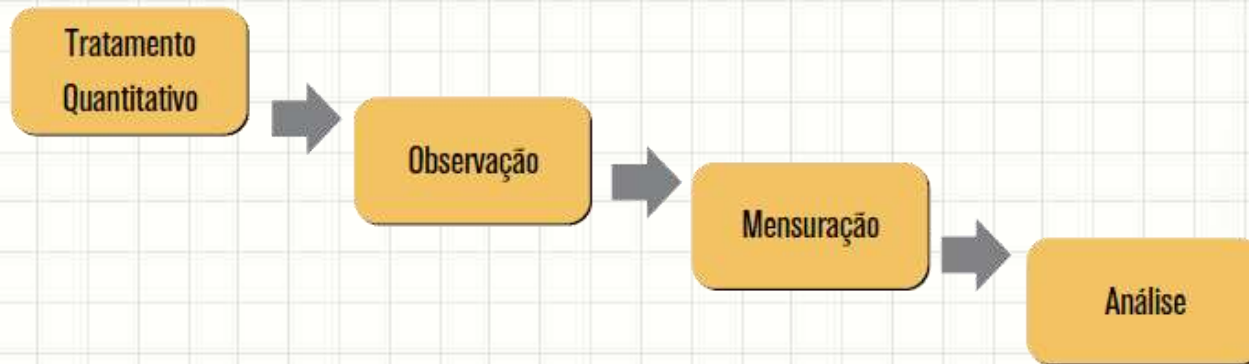 Tratamento
Quantitativo
Observação
Mensuração
Análise